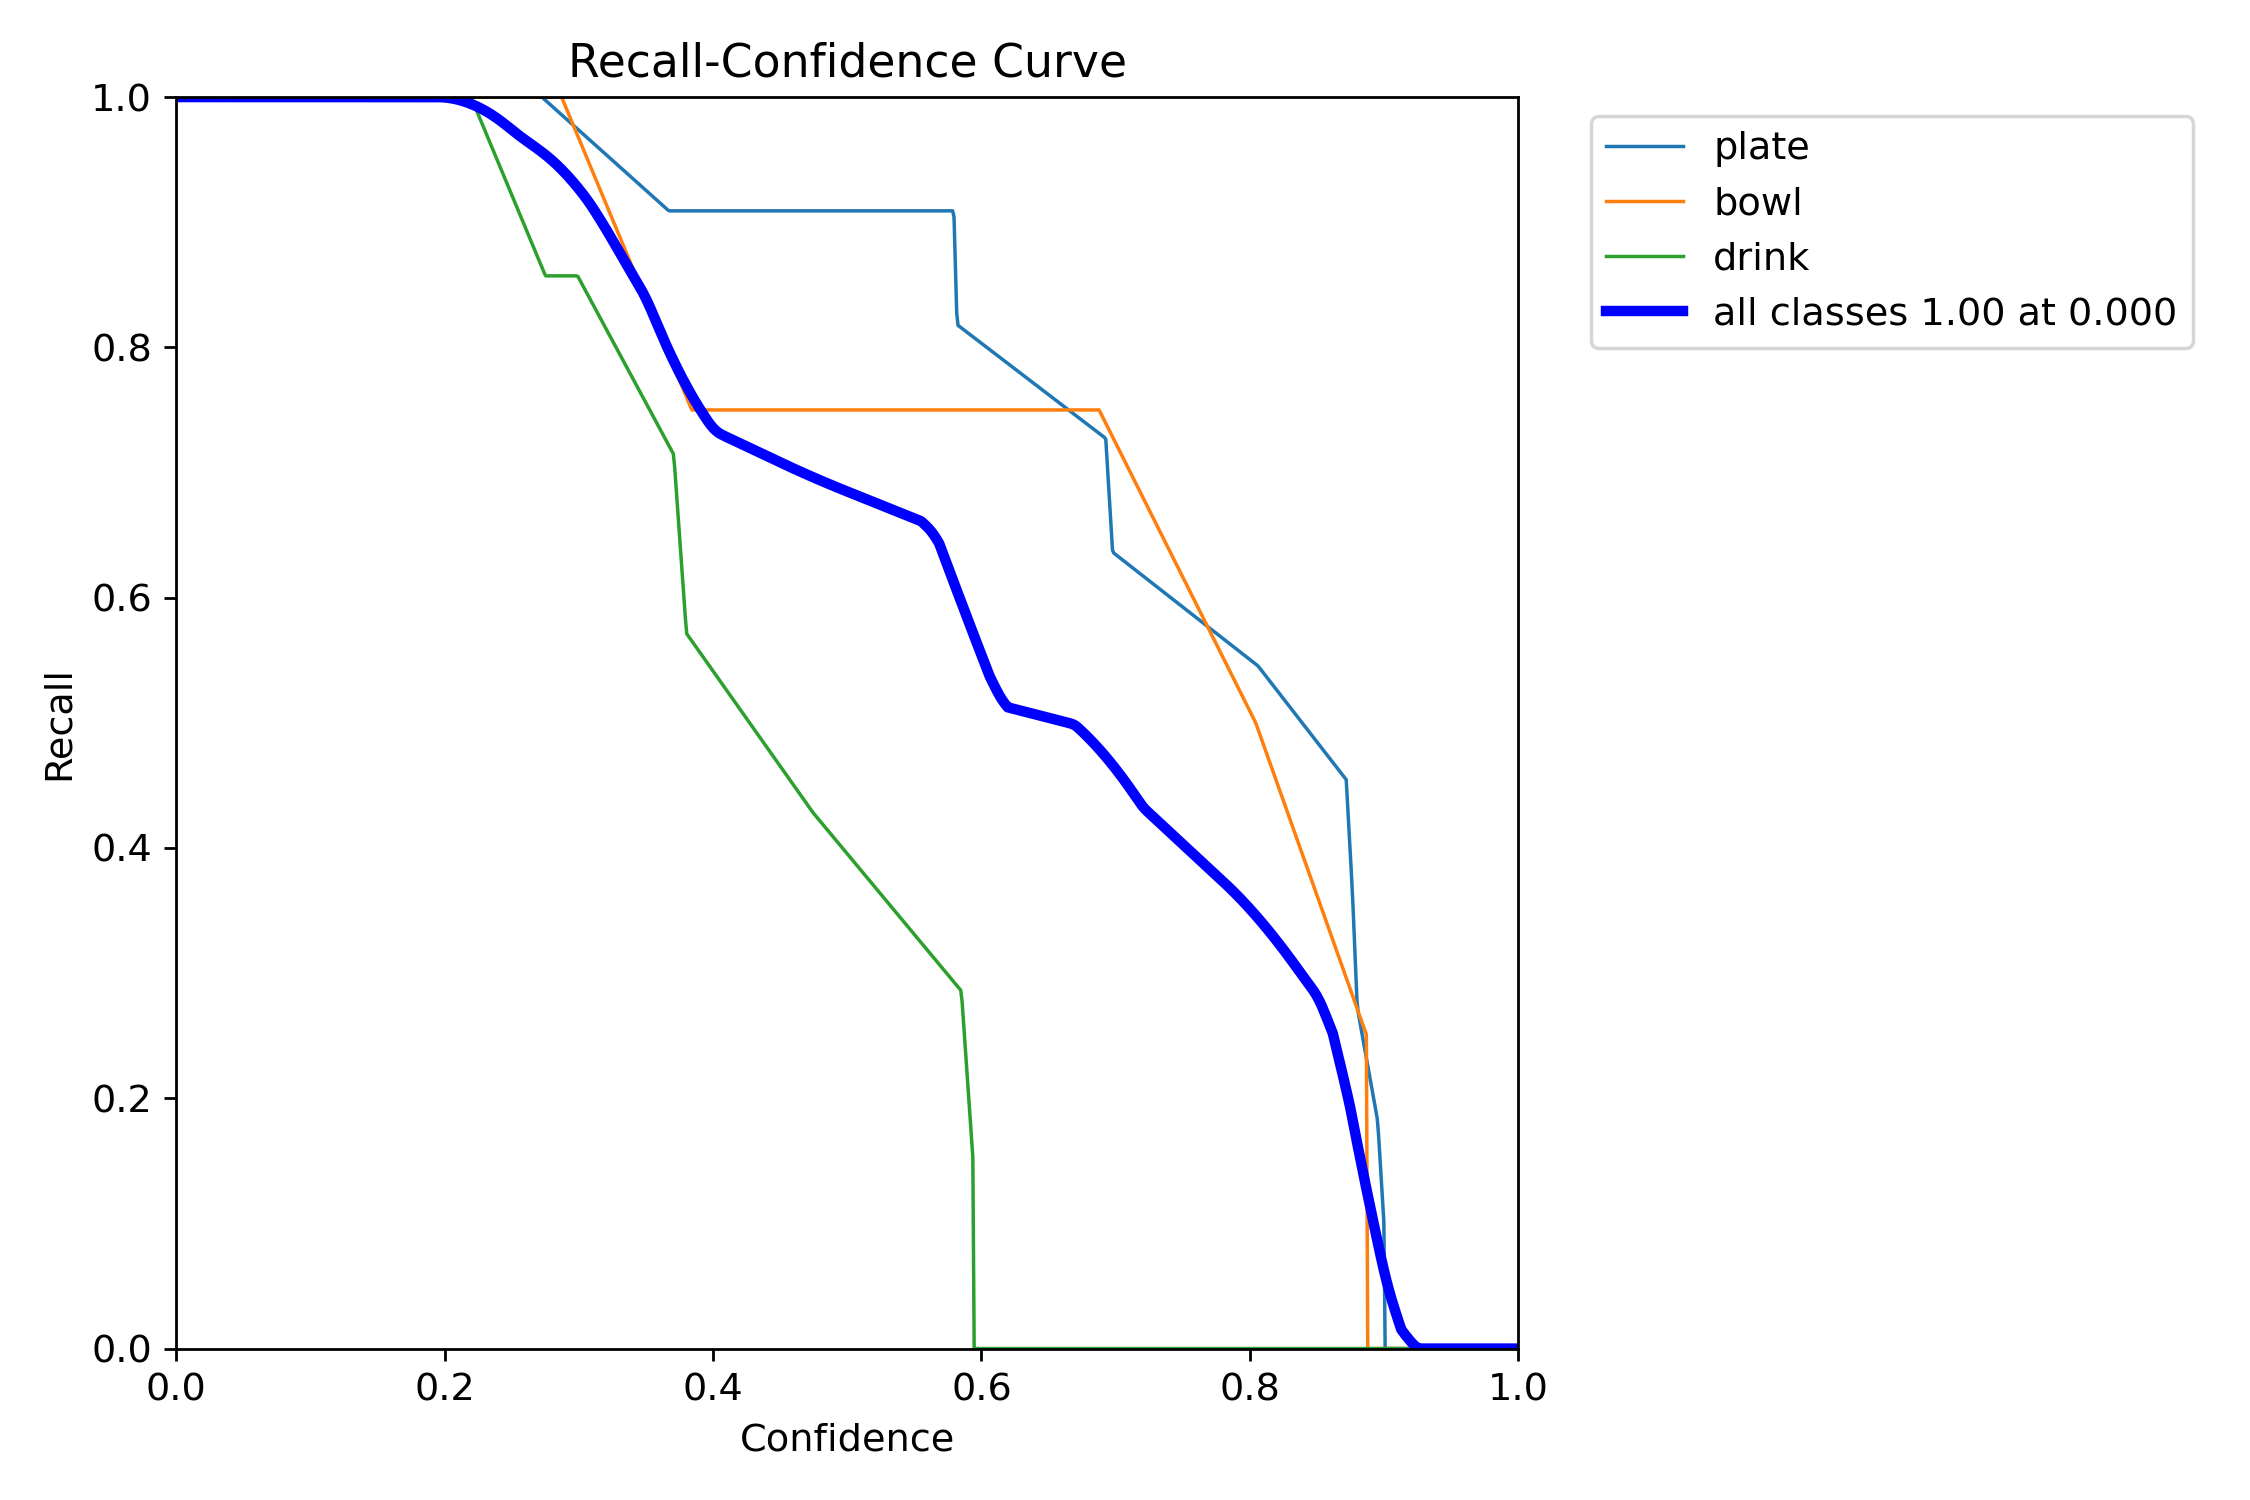 Recall-Confidence Curve
1.0
0.8
0.6
0.4
0.2
0.0
Recall
0.0 0.2 0.4 0.6 0.8 1.0
Confidence
plate
bowl
drink
all classes 1.00 at 0.000